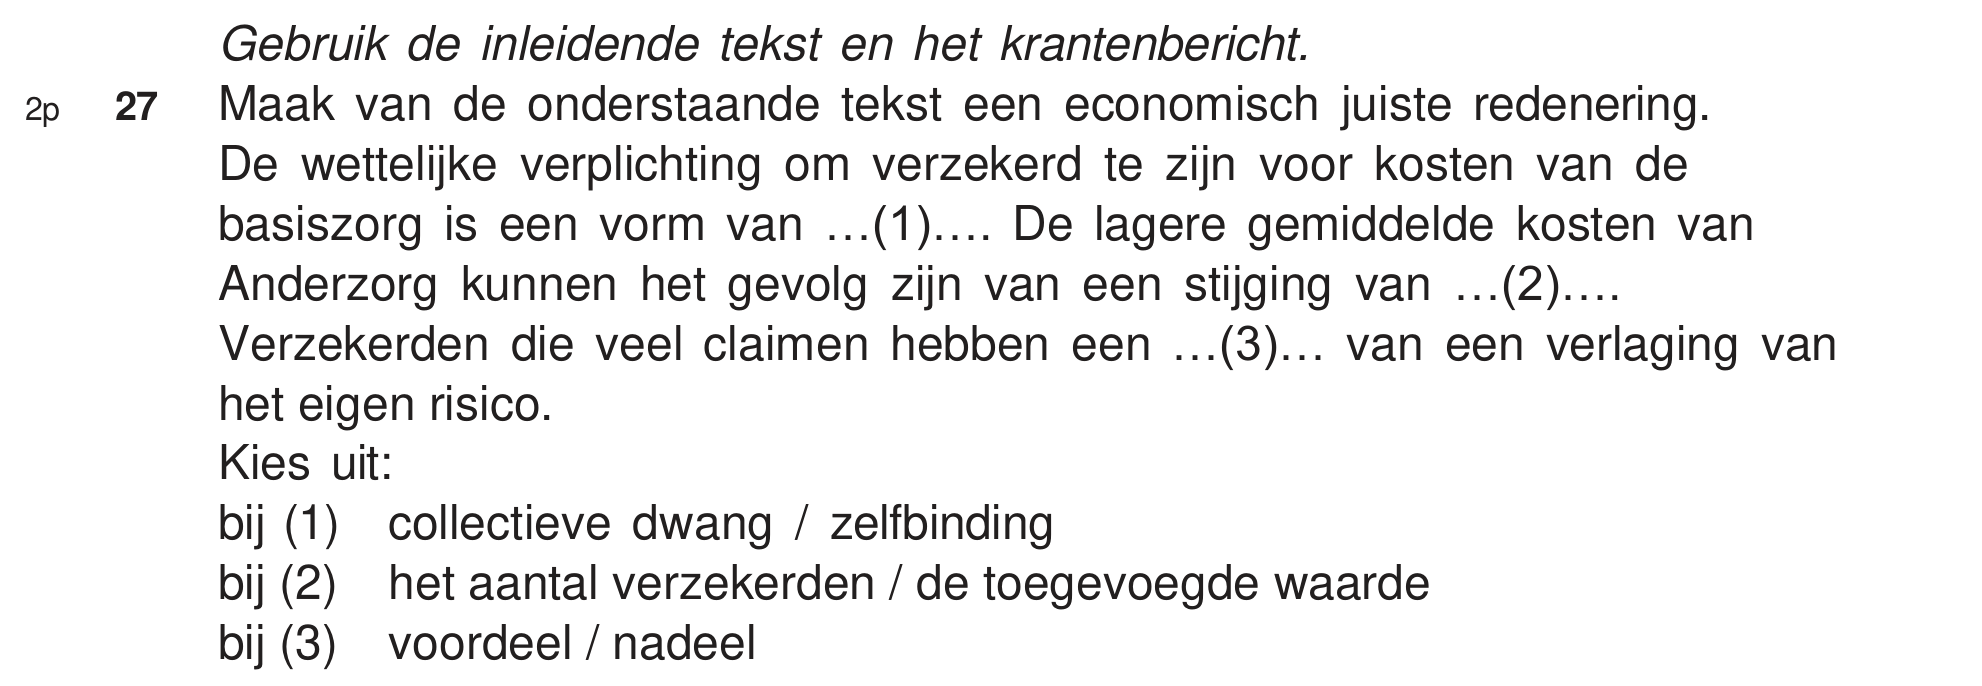 Gebruik de inleidende tekst en het krantenbericht.
2p 27 Maak van de onderstaande tekst een economisch juiste redenering.
De wettelijke verplichting om verzekerd te zijn voor kosten van de
basiszorg is een vorm van …(1)…. De lagere gemiddelde kosten van
Anderzorg kunnen het gevolg zijn van een stijging van …(2)….
Verzekerden die veel claimen hebben een …(3)… van een verlaging van
het eigen risico.
Kies uit:
bij (1) collectieve dwang / zelfbinding
bij (2) het aantal verzekerden / de toegevoegde waarde
bij (3) voordeel / nadeel